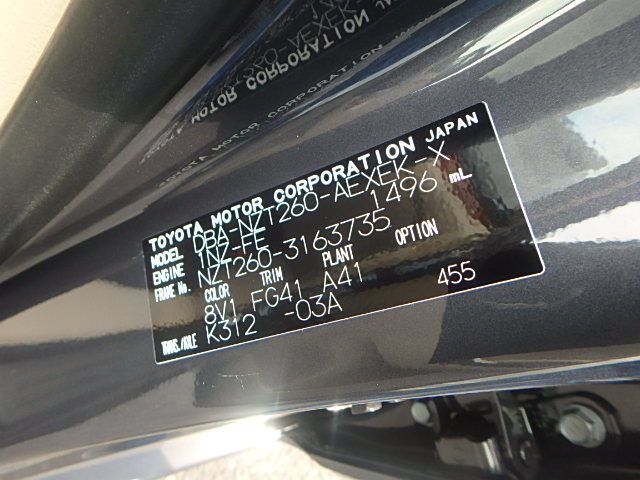 TOYOTA MOTOR CORPORATION JAPAN
MODEL DBA-NZT260-AEXEK-X
ENGINE 1NZ-FE 1496 mL
FRAME No. NZT260-3163735
COLOR TRIM PLANT OPTION
8V1 FG41 A41 455
TRANS./AXLE K312 -03A